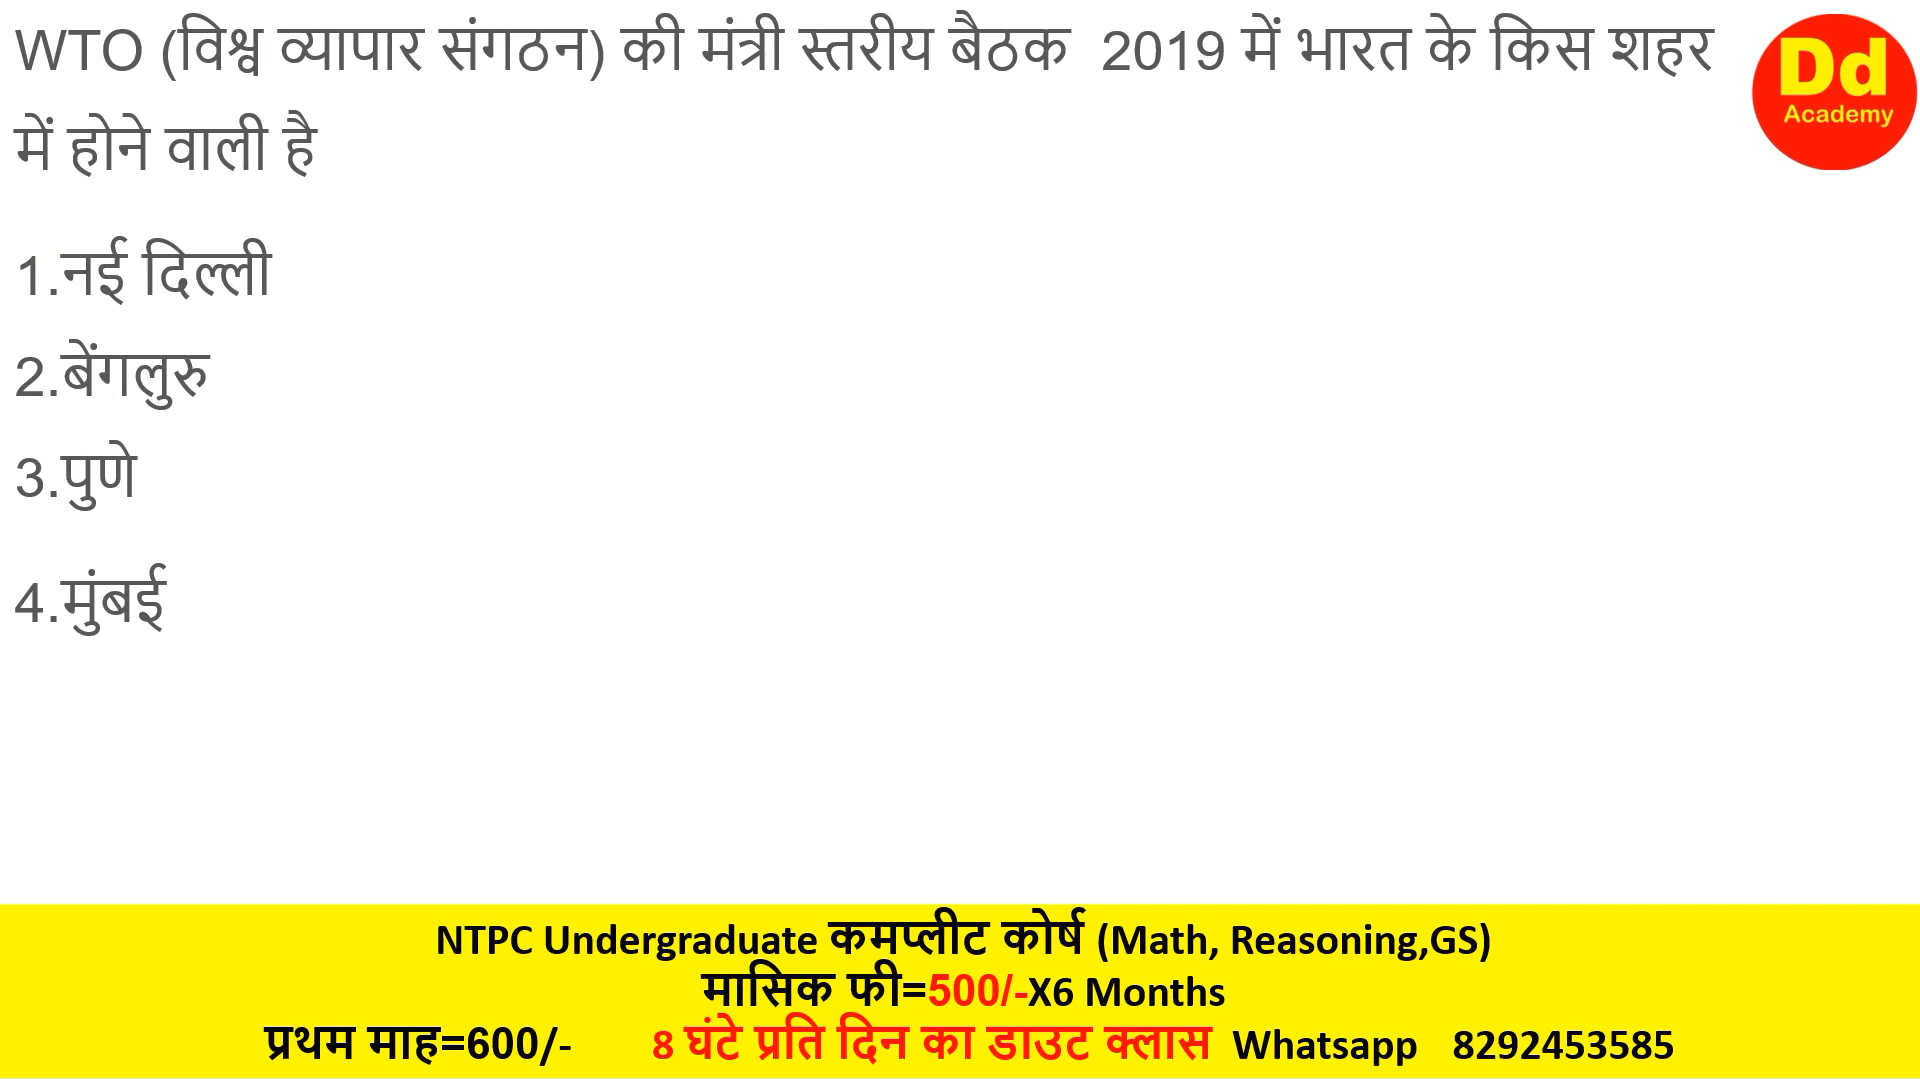 WTO (विश्व व्यापार संगठन) की मंत्री स्तरीय बैठक 2019 में भारत के किस शहर
में होने वाली है
Dd
Academy
1.नई दिल्ली
2.बेंगलुरु
3.पुणे
4.मुंबई
NTPC Undergraduate कमप्लीट कोर्ष (Math, Reasoning,GS)
मासिक फी=500/-X6 Months
प्रथम माह=600/- 8 घंटे प्रति दिन का डाउट क्लास Whatsapp 8292453585